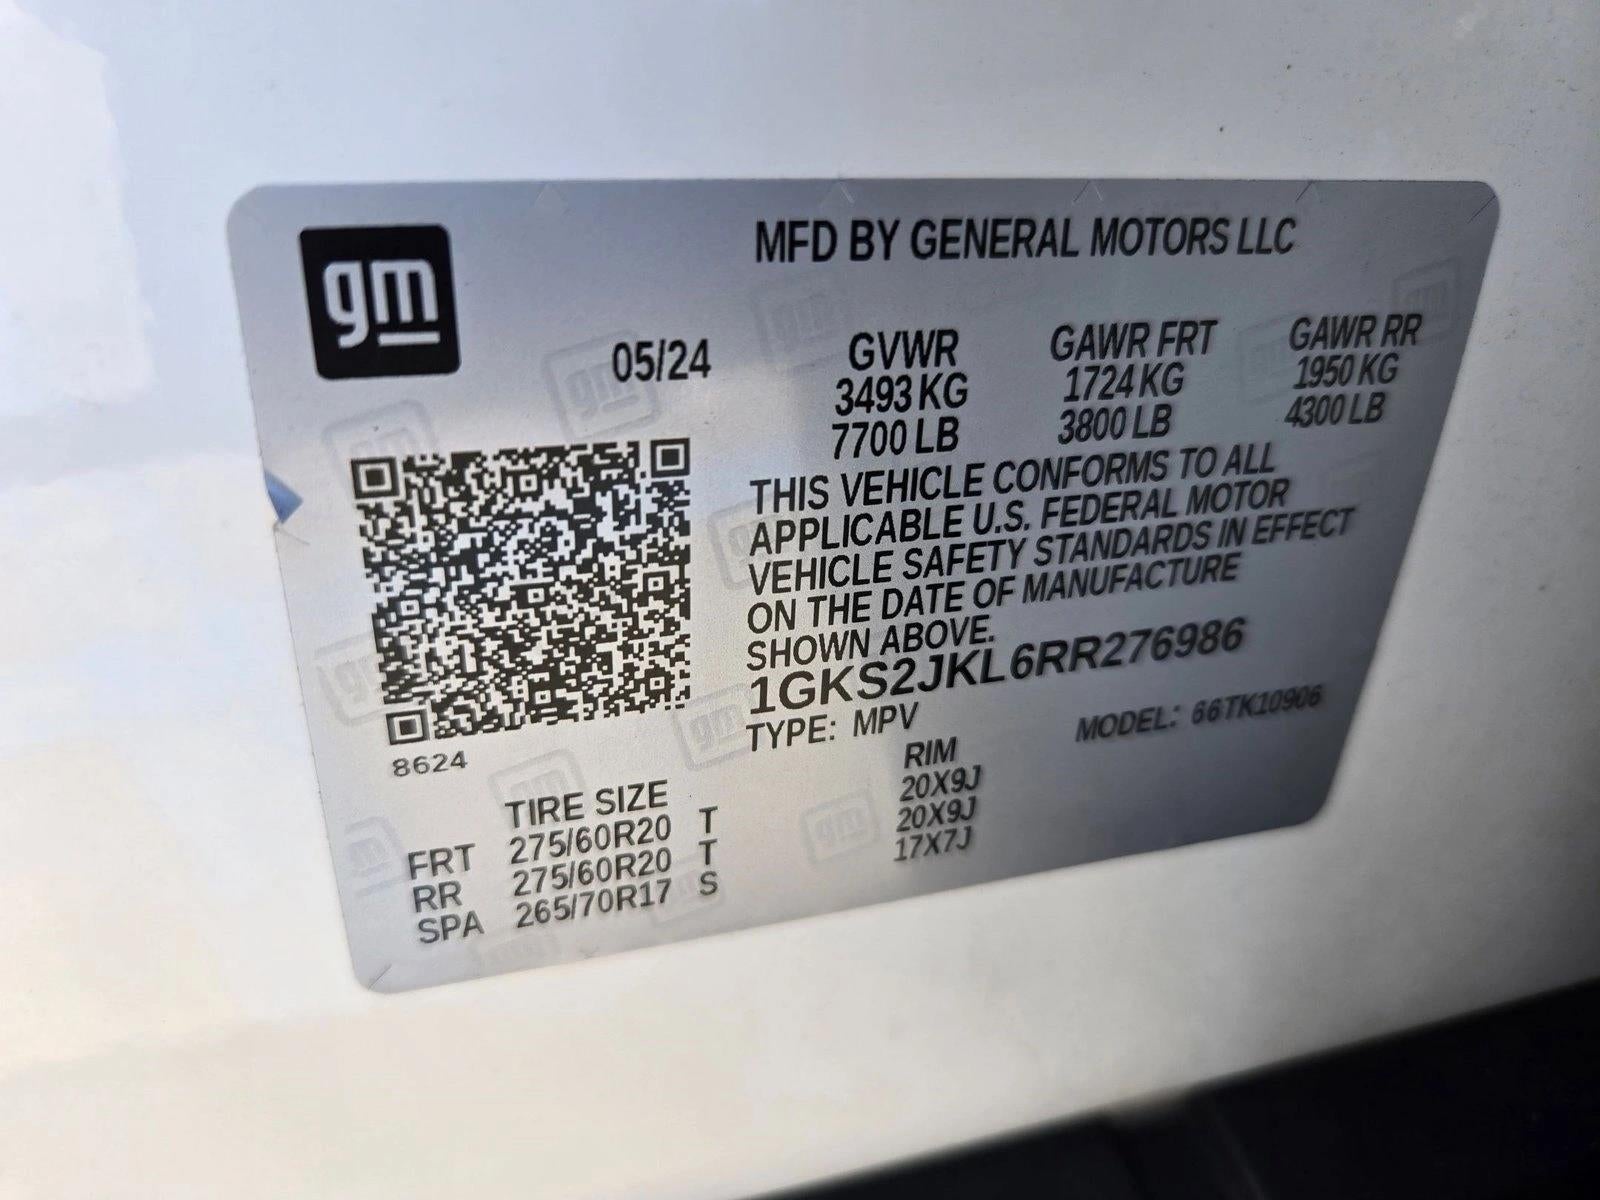 gm
MFD BY GENERAL MOTORS LLC
05/24
GVWR GAWR FRT GAWR RR
3493 KG 1724 KG 1950 KG
7700 LB 3800 LB 4300 LB
THIS VEHICLE CONFORMS TO ALL
APPLICABLE U.S. FEDERAL MOTOR
VEHICLE SAFETY STANDARDS IN EFFECT
ON THE DATE OF MANUFACTURE
SHOWN ABOVE.
1GKS2JKL6RR276986
TYPE: MPV MODEL: 66TK10906
8624
TIRE SIZE RIM
FRT 275/60R20 T 20X9J
RR 275/60R20 T 20X9J
SPA 265/70R17 S 17X7J